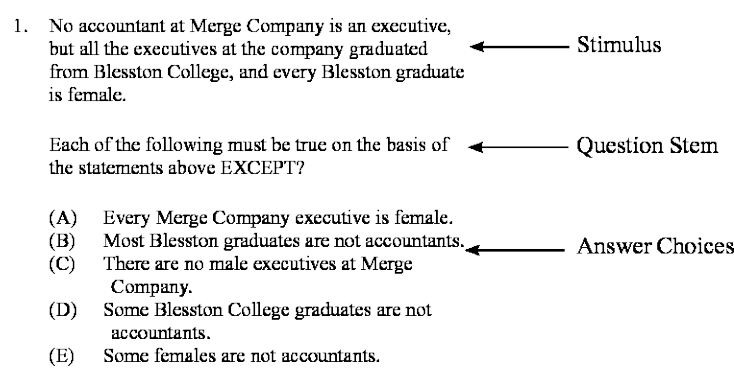 1. No accountant at Merge Company is an executive,
but all the executives at the company graduated
from Blesston College, and every Blesston graduate
is female.
Stimulus
Each of the following must be true on the basis of
the statements above EXCEPT?
Question Stem
(A) Every Merge Company executive is female.
(B) Most Blesston graduates are not accountants.
(C) There are no male executives at Merge
Company.
Answer Choices
(D) Some Blesston College graduates are not
accountants.
(E) Some females are not accountants.